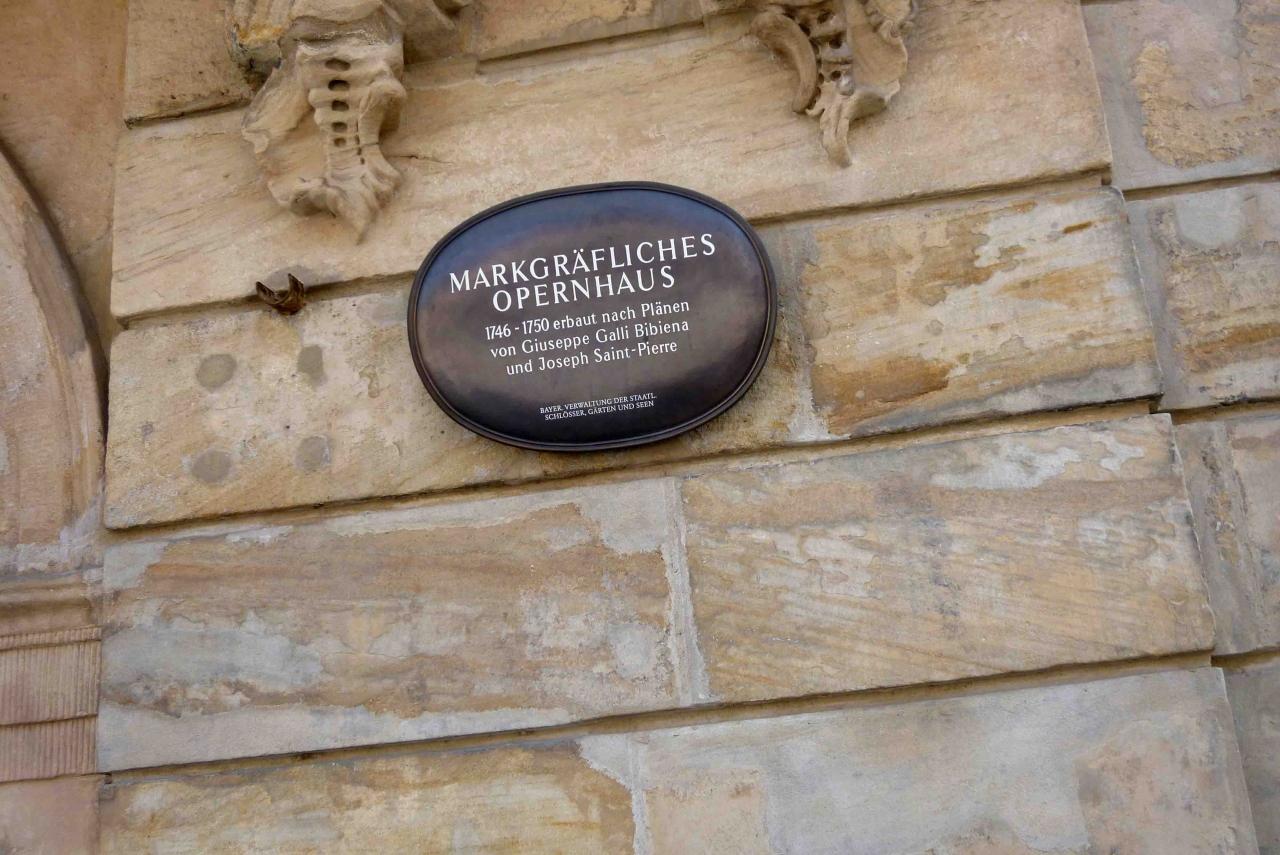 MARKGRÄFLICHES
OPERNHAUS
1746 - 1750 erbaut nach Plänen
von Giuseppe Galli Bibiena
und Joseph Saint-Pierre
BAYER. VERWALTUNG DER STAATL.
SCHLÖSSER, GÄRTEN UND SEEN